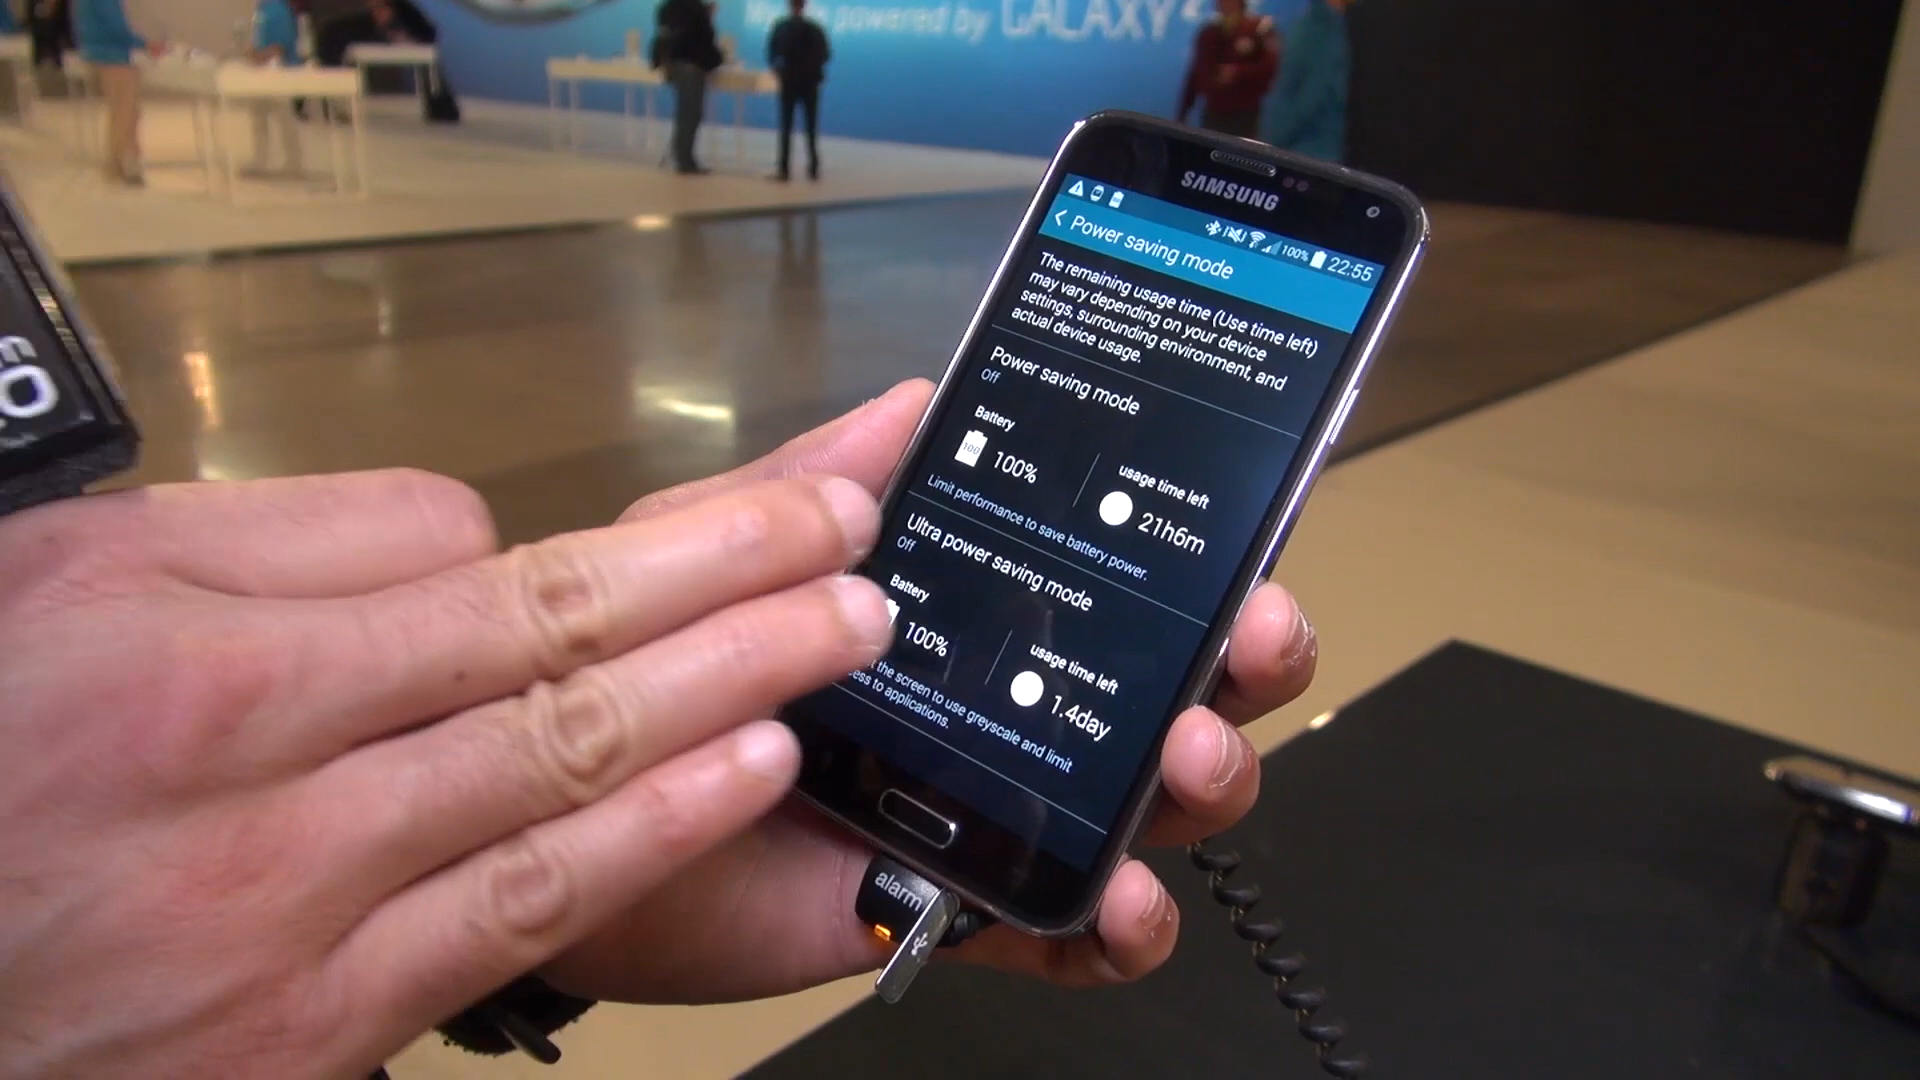 powered by GALAXY
SAMSUNG
100% 22:55
Power saving mode
The remaining usage time (Use time left)
may vary depending on your device
settings, surrounding environment, and
actual device usage.
Power saving mode
Off
Battery
100
100%
usage time left
21h6m
Limit performance to save battery power.
Ultra power saving mode
Off
Battery
100%
usage time left
1.4day
the screen to use greyscale and limit
to applications.
alarm